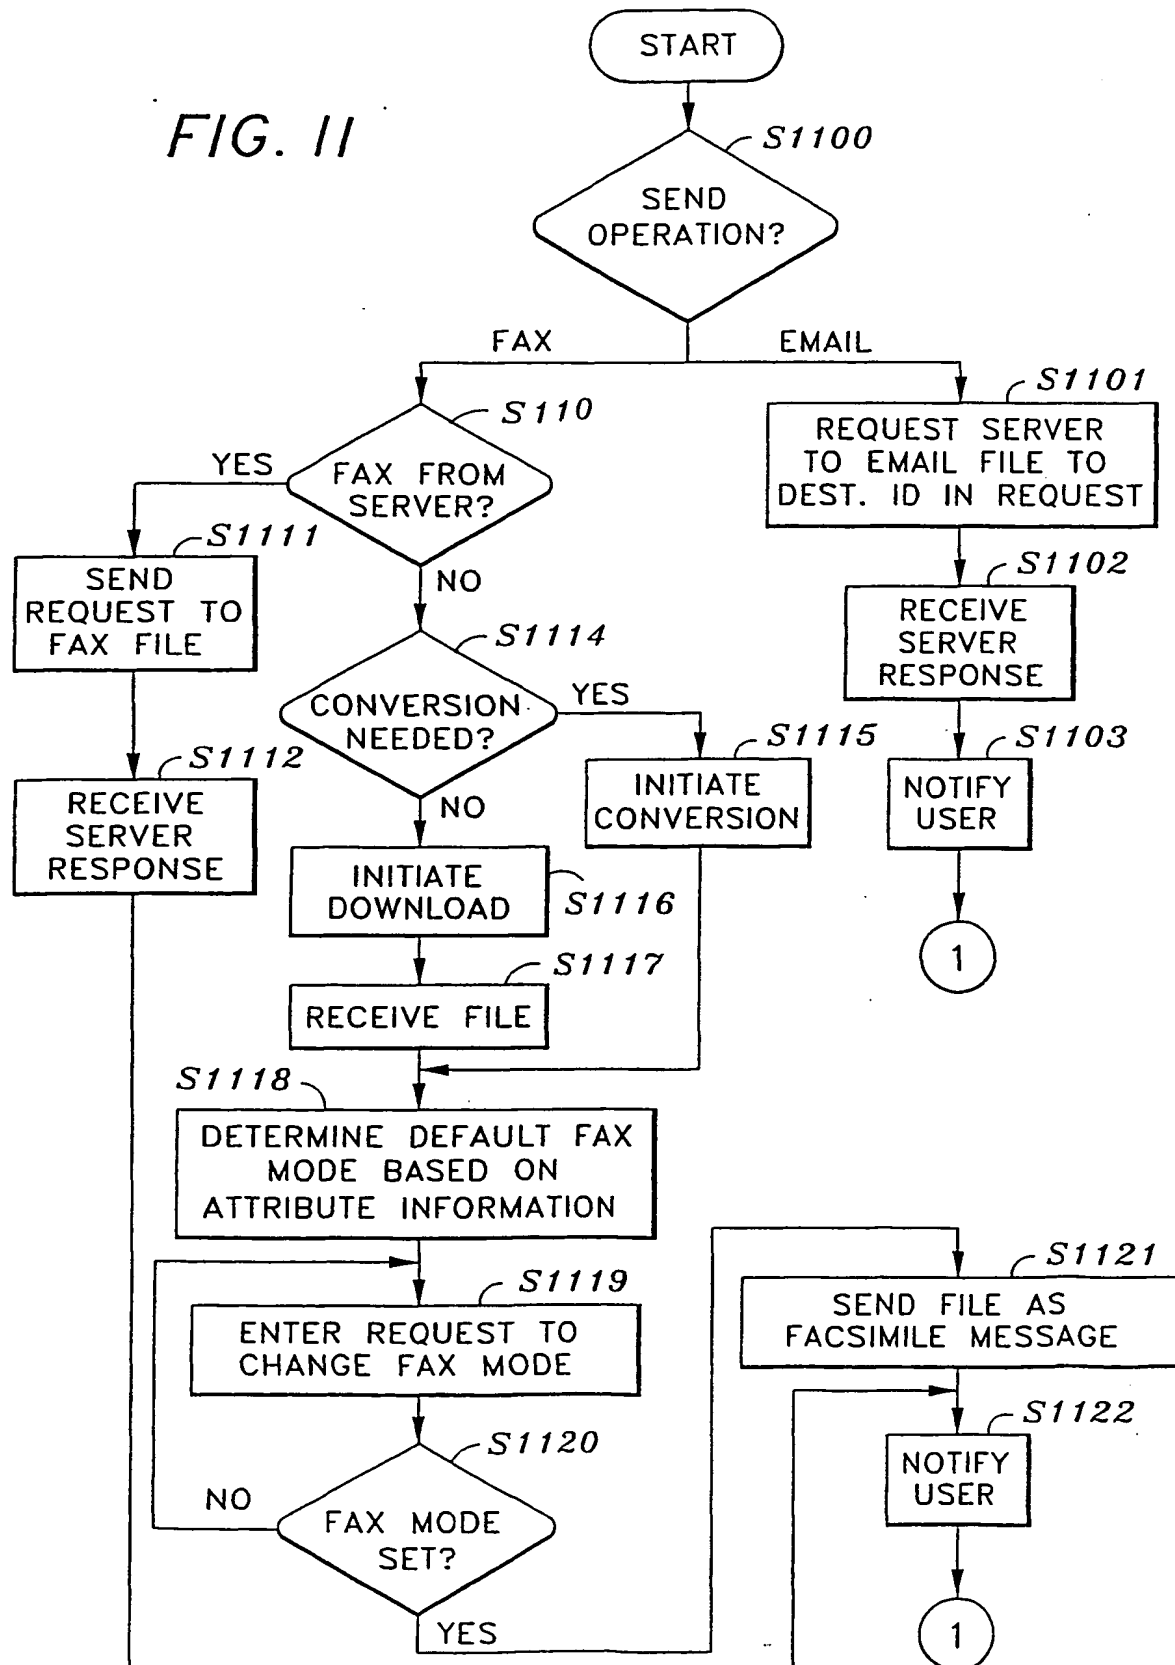 START
FIG. 11
S1100
SEND
OPERATION?
FAX
EMAIL
S110
S1101
REQUEST SERVER
TO EMAIL FILE TO
DEST. ID IN REQUEST
YES
FAX FROM
SERVER?
S1111
SEND
REQUEST TO
FAX FILE
NO
S1102
RECEIVE
SERVER
RESPONSE
S1114
CONVERSION
NEEDED?
YES
S1115
INITIATE
CONVERSION
S1103
NOTIFY
USER
S1112
RECEIVE
SERVER
RESPONSE
NO
INITIATE
DOWNLOAD
S1116
1
S1117
RECEIVE FILE
S1118
DETERMINE DEFAULT FAX
MODE BASED ON
ATTRIBUTE INFORMATION
S1119
ENTER REQUEST TO
CHANGE FAX MODE
S1121
SEND FILE AS
FACSIMILE MESSAGE
S1120
NO
FAX MODE
SET?
YES
S1122
NOTIFY
USER
1